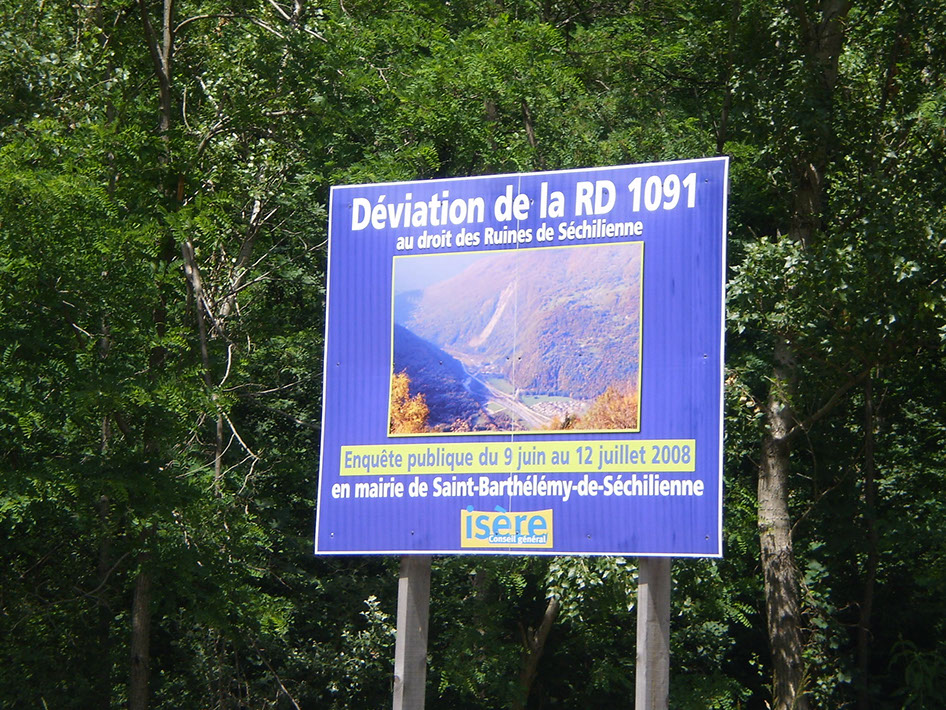 Déviation de la RD 1091
au droit des Ruines de Séchilienne
Enquête publique du 9 juin au 12 juillet 2008
en mairie de Saint-Barthélémy-de-Séchilienne
isère
Conseil général